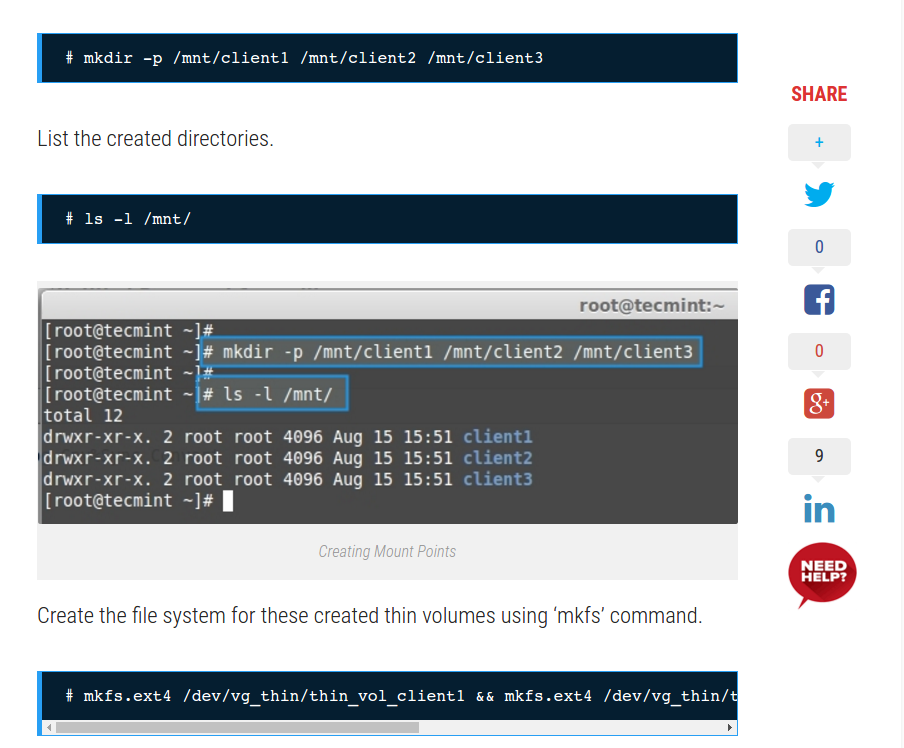 # mkdir -p /mnt/client1 /mnt/client2 /mnt/client3
List the created directories.
# ls -l /mnt/
root@tecmint:~
[root@tecmint ~]#
[root@tecmint ~]# mkdir -p /mnt/client1 /mnt/client2 /mnt/client3
[root@tecmint ~]#
[root@tecmint ~]# ls -l /mnt/
total 12
drwxr-xr-x. 2 root root 4096 Aug 15 15:51 client1
drwxr-xr-x. 2 root root 4096 Aug 15 15:51 client2
drwxr-xr-x. 2 root root 4096 Aug 15 15:51 client3
[root@tecmint ~]#
Creating Mount Points
Create the file system for these created thin volumes using ‘mkfs’ command.
# mkfs.ext4 /dev/vg_thin/thin_vol_client1 && mkfs.ext4 /dev/vg_thin/t
SHARE
+
0
0
g+
9
in
NEED
HELP?